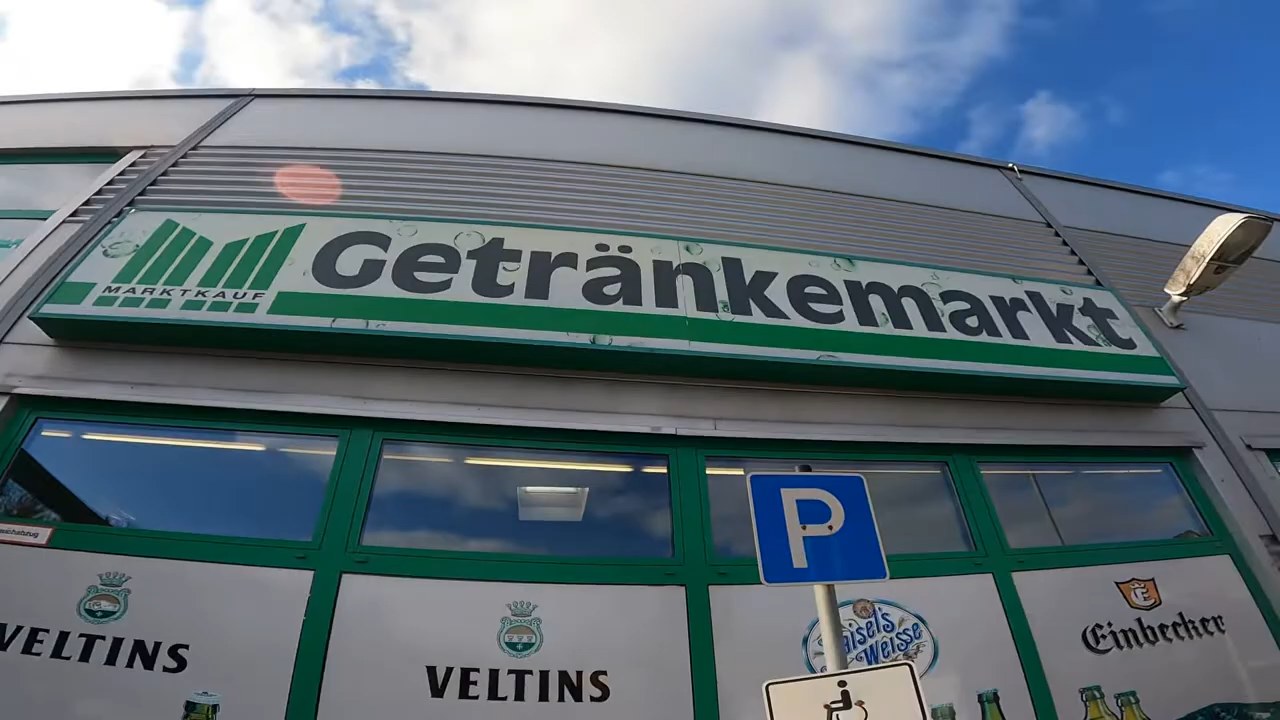 MARKTKAUF
Getränkemarkt
VELTINS
VELTINS
P
Weisse
Einbecker